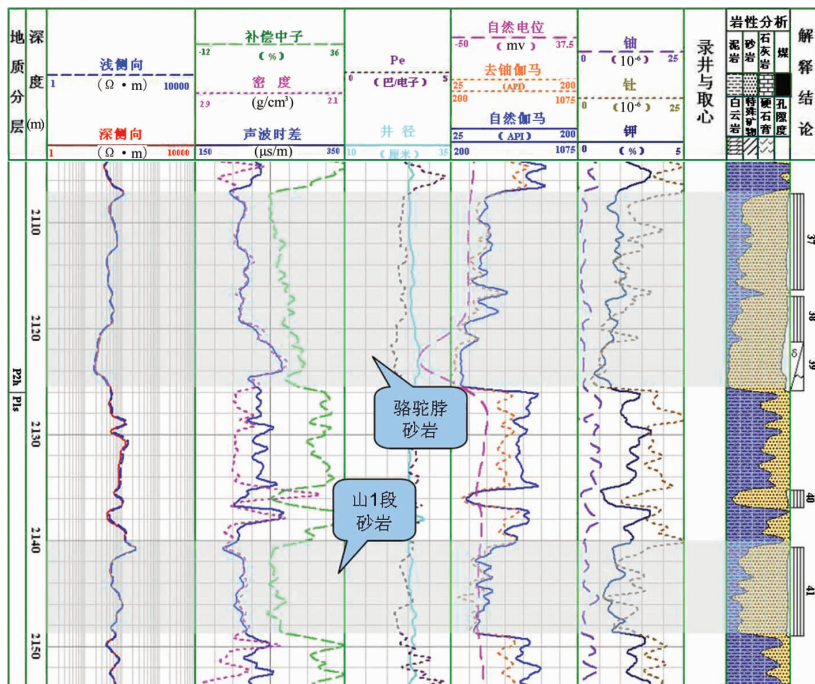 地质分层
深度
(m)
浅侧向
1
(Ω·m)
10000
深侧向
1
(Ω·m)
10000
补偿中子
-12
(%)
36
密度
2.9
(g/cm³)
2.1
声波时差
150
(μs/m)
350
Pe
0
(巴/电子)
5
井径
10
(厘米)
35
自然电位
-50
(mv)
37.5
去铀伽马
25
(API)
200
200
1075
自然伽马
25
(API)
200
200
1075
铀
0
(10⁻⁶)
25
钍
0
(10⁻⁶)
25
钾
0
(%)
5
录井与取心
岩性分析
泥岩
砂岩
石灰岩
煤
白云岩
特殊矿物
硬石膏
孔隙度
解释结论
2110
2120
2130
2140
2150
P2h
P1s
骆驼脖
砂岩
山1段
砂岩
37
38
39
40
41